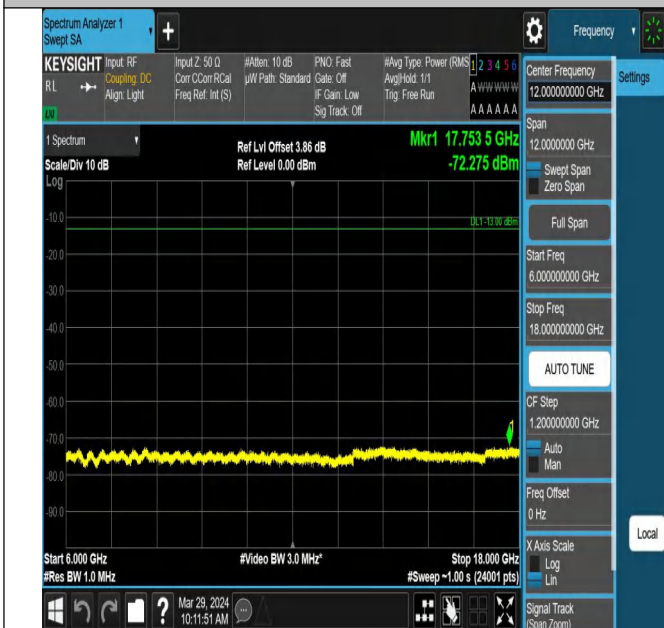 Spectrum Analyzer 1
Swept SA
Frequency
KEYSIGHT
RL
Input: RF
Coupling: DC
Align: Light
Input Z: 50 Ω
Corr CCorr RCal
Freq Ref: Int (S)
#Atten: 10 dB
µW Path: Standard
PNO: Fast
Gate: Off
IF Gain: Low
Sig Track: Off
#Avg Type: Power (RMS
Avg|Hold: 1/1
Trig: Free Run
1 2 3 4 5 6
A W W W W W
A A A A A A
LXI
1 Spectrum
Scale/Div 10 dB
Ref Lvl Offset 3.86 dB
Ref Level 0.00 dBm
Mkr1 17.753 5 GHz
-72.275 dBm
Log
DL1 -13.00 dBm
-10.0
-20.0
-30.0
-40.0
-50.0
-60.0
-70.0
-80.0
-90.0
1
Start 6.000 GHz
#Res BW 1.0 MHz
#Video BW 3.0 MHz*
Stop 18.000 GHz
#Sweep ~1.00 s (24001 pts)
Mar 29, 2024
10:11:51 AM
Center Frequency
12.000000000 GHz
Settings
Span
12.0000000 GHz
Swept Span
Zero Span
Full Span
Start Freq
6.000000000 GHz
Stop Freq
18.000000000 GHz
AUTO TUNE
CF Step
1.200000000 GHz
Auto
Man
Freq Offset
0 Hz
Local
X Axis Scale
Log
Lin
Signal Track
(Span Zoom)